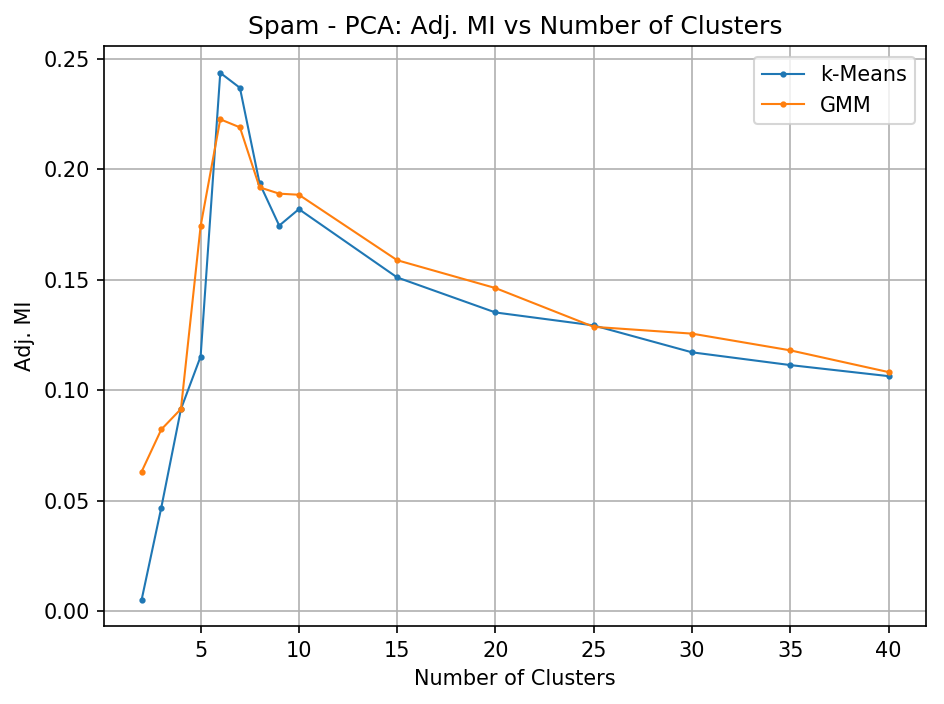 Spam - PCA: Adj. MI vs Number of Clusters
k-Means
GMM
0.25
0.20
0.15
0.10
0.05
0.00
Adj. MI
5 10 15 20 25 30 35 40
Number of Clusters